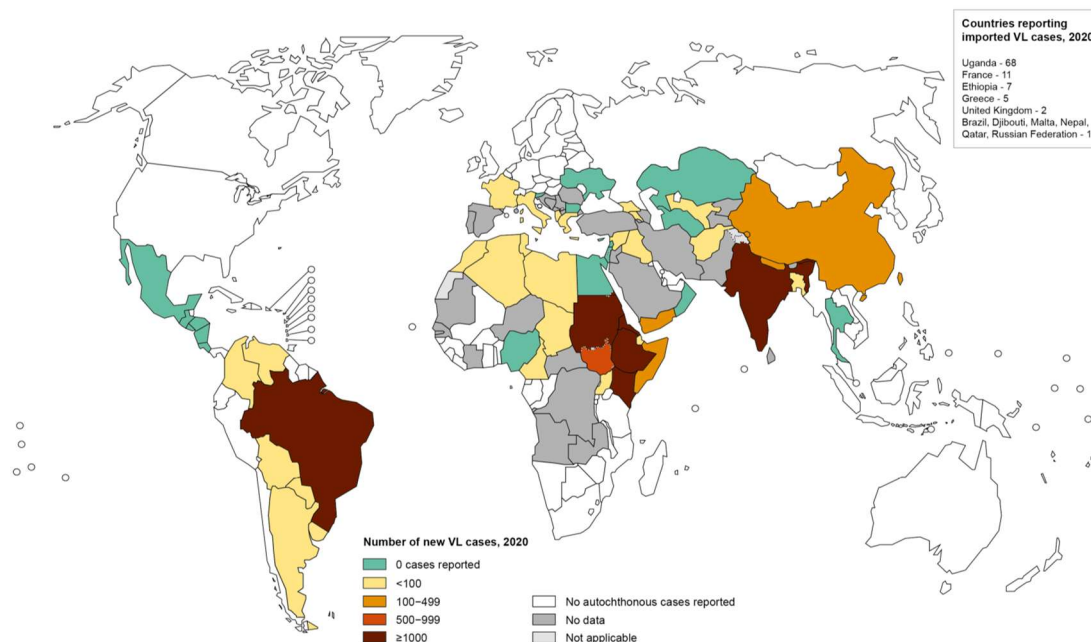 Countries reporting
imported VL cases, 2020
Uganda - 68
France - 11
Ethiopia - 7
Greece - 5
United Kingdom - 2
Brazil, Djibouti, Malta, Nepal,
Qatar, Russian Federation - 1
Number of new VL cases, 2020
0 cases reported
<100
100−499
500−999
≥1000
No autochthonous cases reported
No data
Not applicable